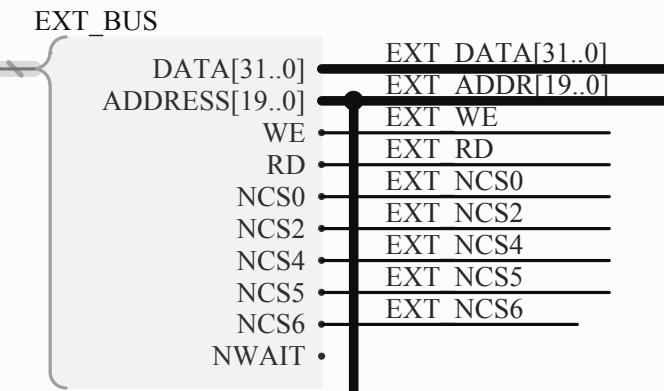 EXT_BUS
DATA[31..0] EXT_DATA[31..0]
ADDRESS[19..0] EXT_ADDR[19..0]
WE EXT_WE
RD EXT_RD
NCS0 EXT_NCS0
NCS2 EXT_NCS2
NCS4 EXT_NCS4
NCS5 EXT_NCS5
NCS6 EXT_NCS6
NWAIT